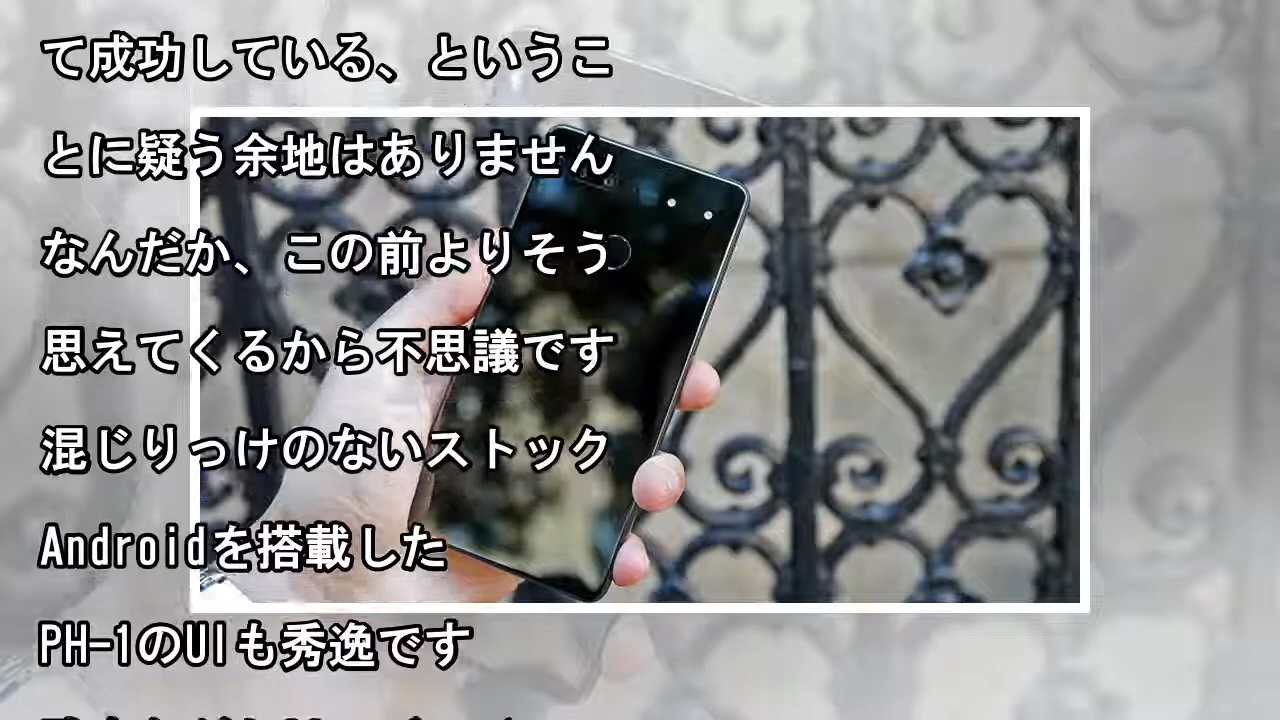 て成功している、というこ
とに疑う余地はありません
なんだか、この前よりそう
思えてくるから不思議です
混じりっけのないストック
Androidを搭載した
PH-1のUIも秀逸です